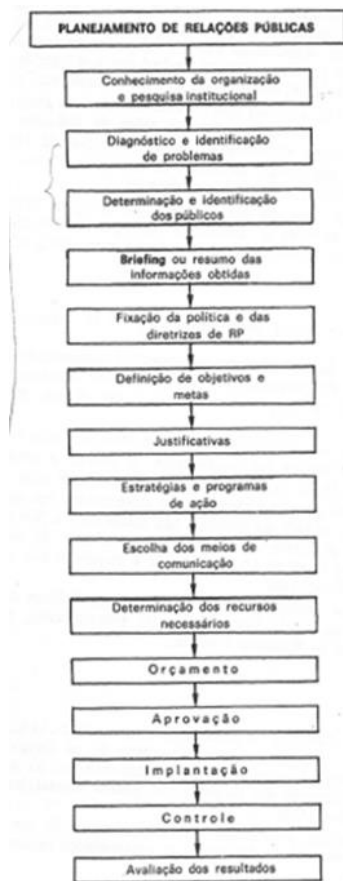 PLANEJAMENTO DE RELAÇÕES PÚBLICAS
Conhecimento da organização
e pesquisa institucional
Diagnóstico e identificação
de problemas
Determinação e identificação
dos públicos
Briefing ou resumo das
informações obtidas
Fixação da política e das
diretrizes de RP
Definição de objetivos e
metas
Justificativas
Estratégias e programas
de ação
Escolha dos meios de
comunicação
Determinação dos recursos
necessários
Orçamento
Aprovação
Implantação
Controle
Avaliação dos resultados